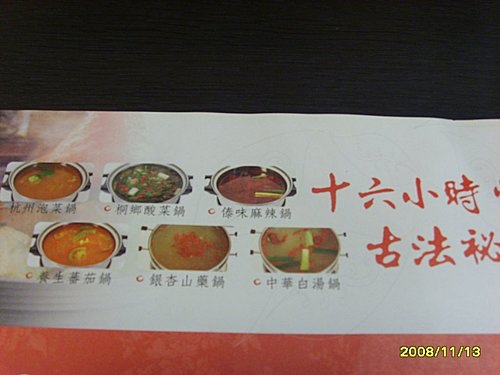 杭州泡菜鍋
桐鄉酸菜鍋
傣味麻辣鍋
養生蕃茄鍋
銀杏山藥鍋
中華白湯鍋
十六小時
古法祕
2008/11/13